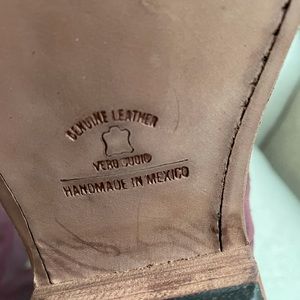 GENUINE LEATHER
VERO CUOIO
HANDMADE IN MEXICO